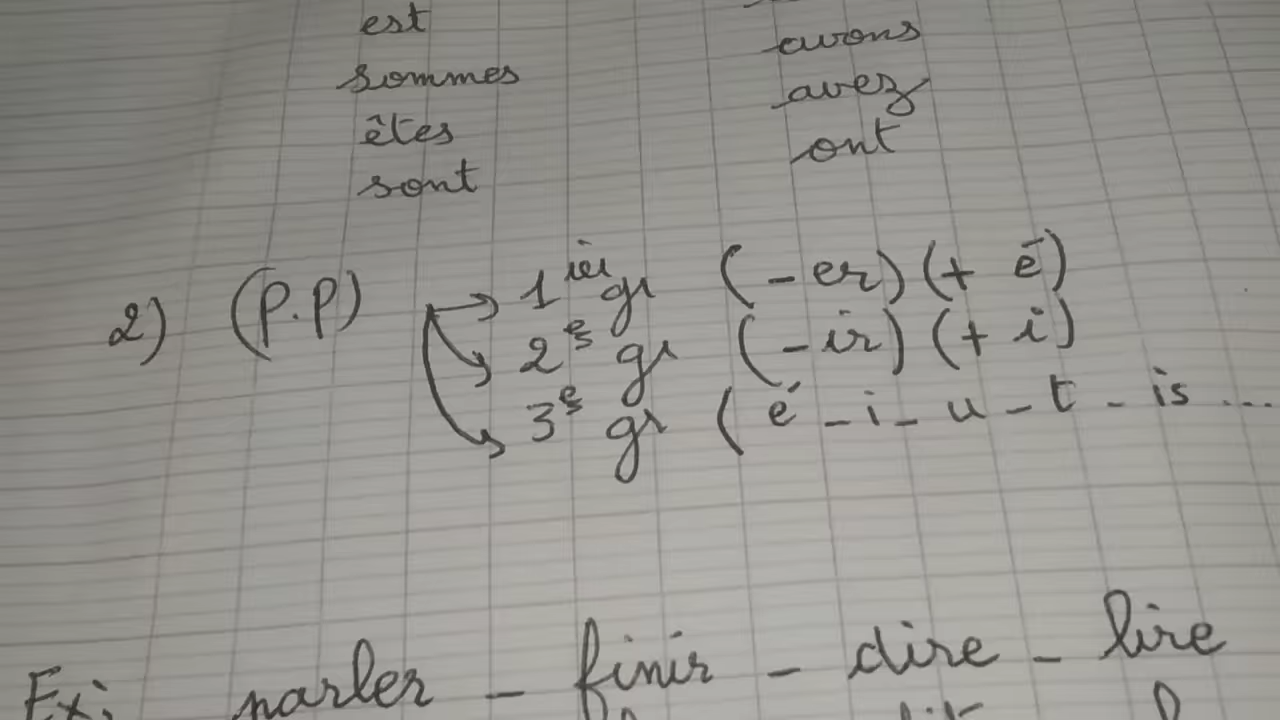 est avons
sommes avez
êtes ont
sont
2) (p.p) 1ier gr (-er) (+ é)
2e gr (-ir) (+ i)
3e gr (é - i - u - t - is ...
Ex: parler - finir - dire - lire